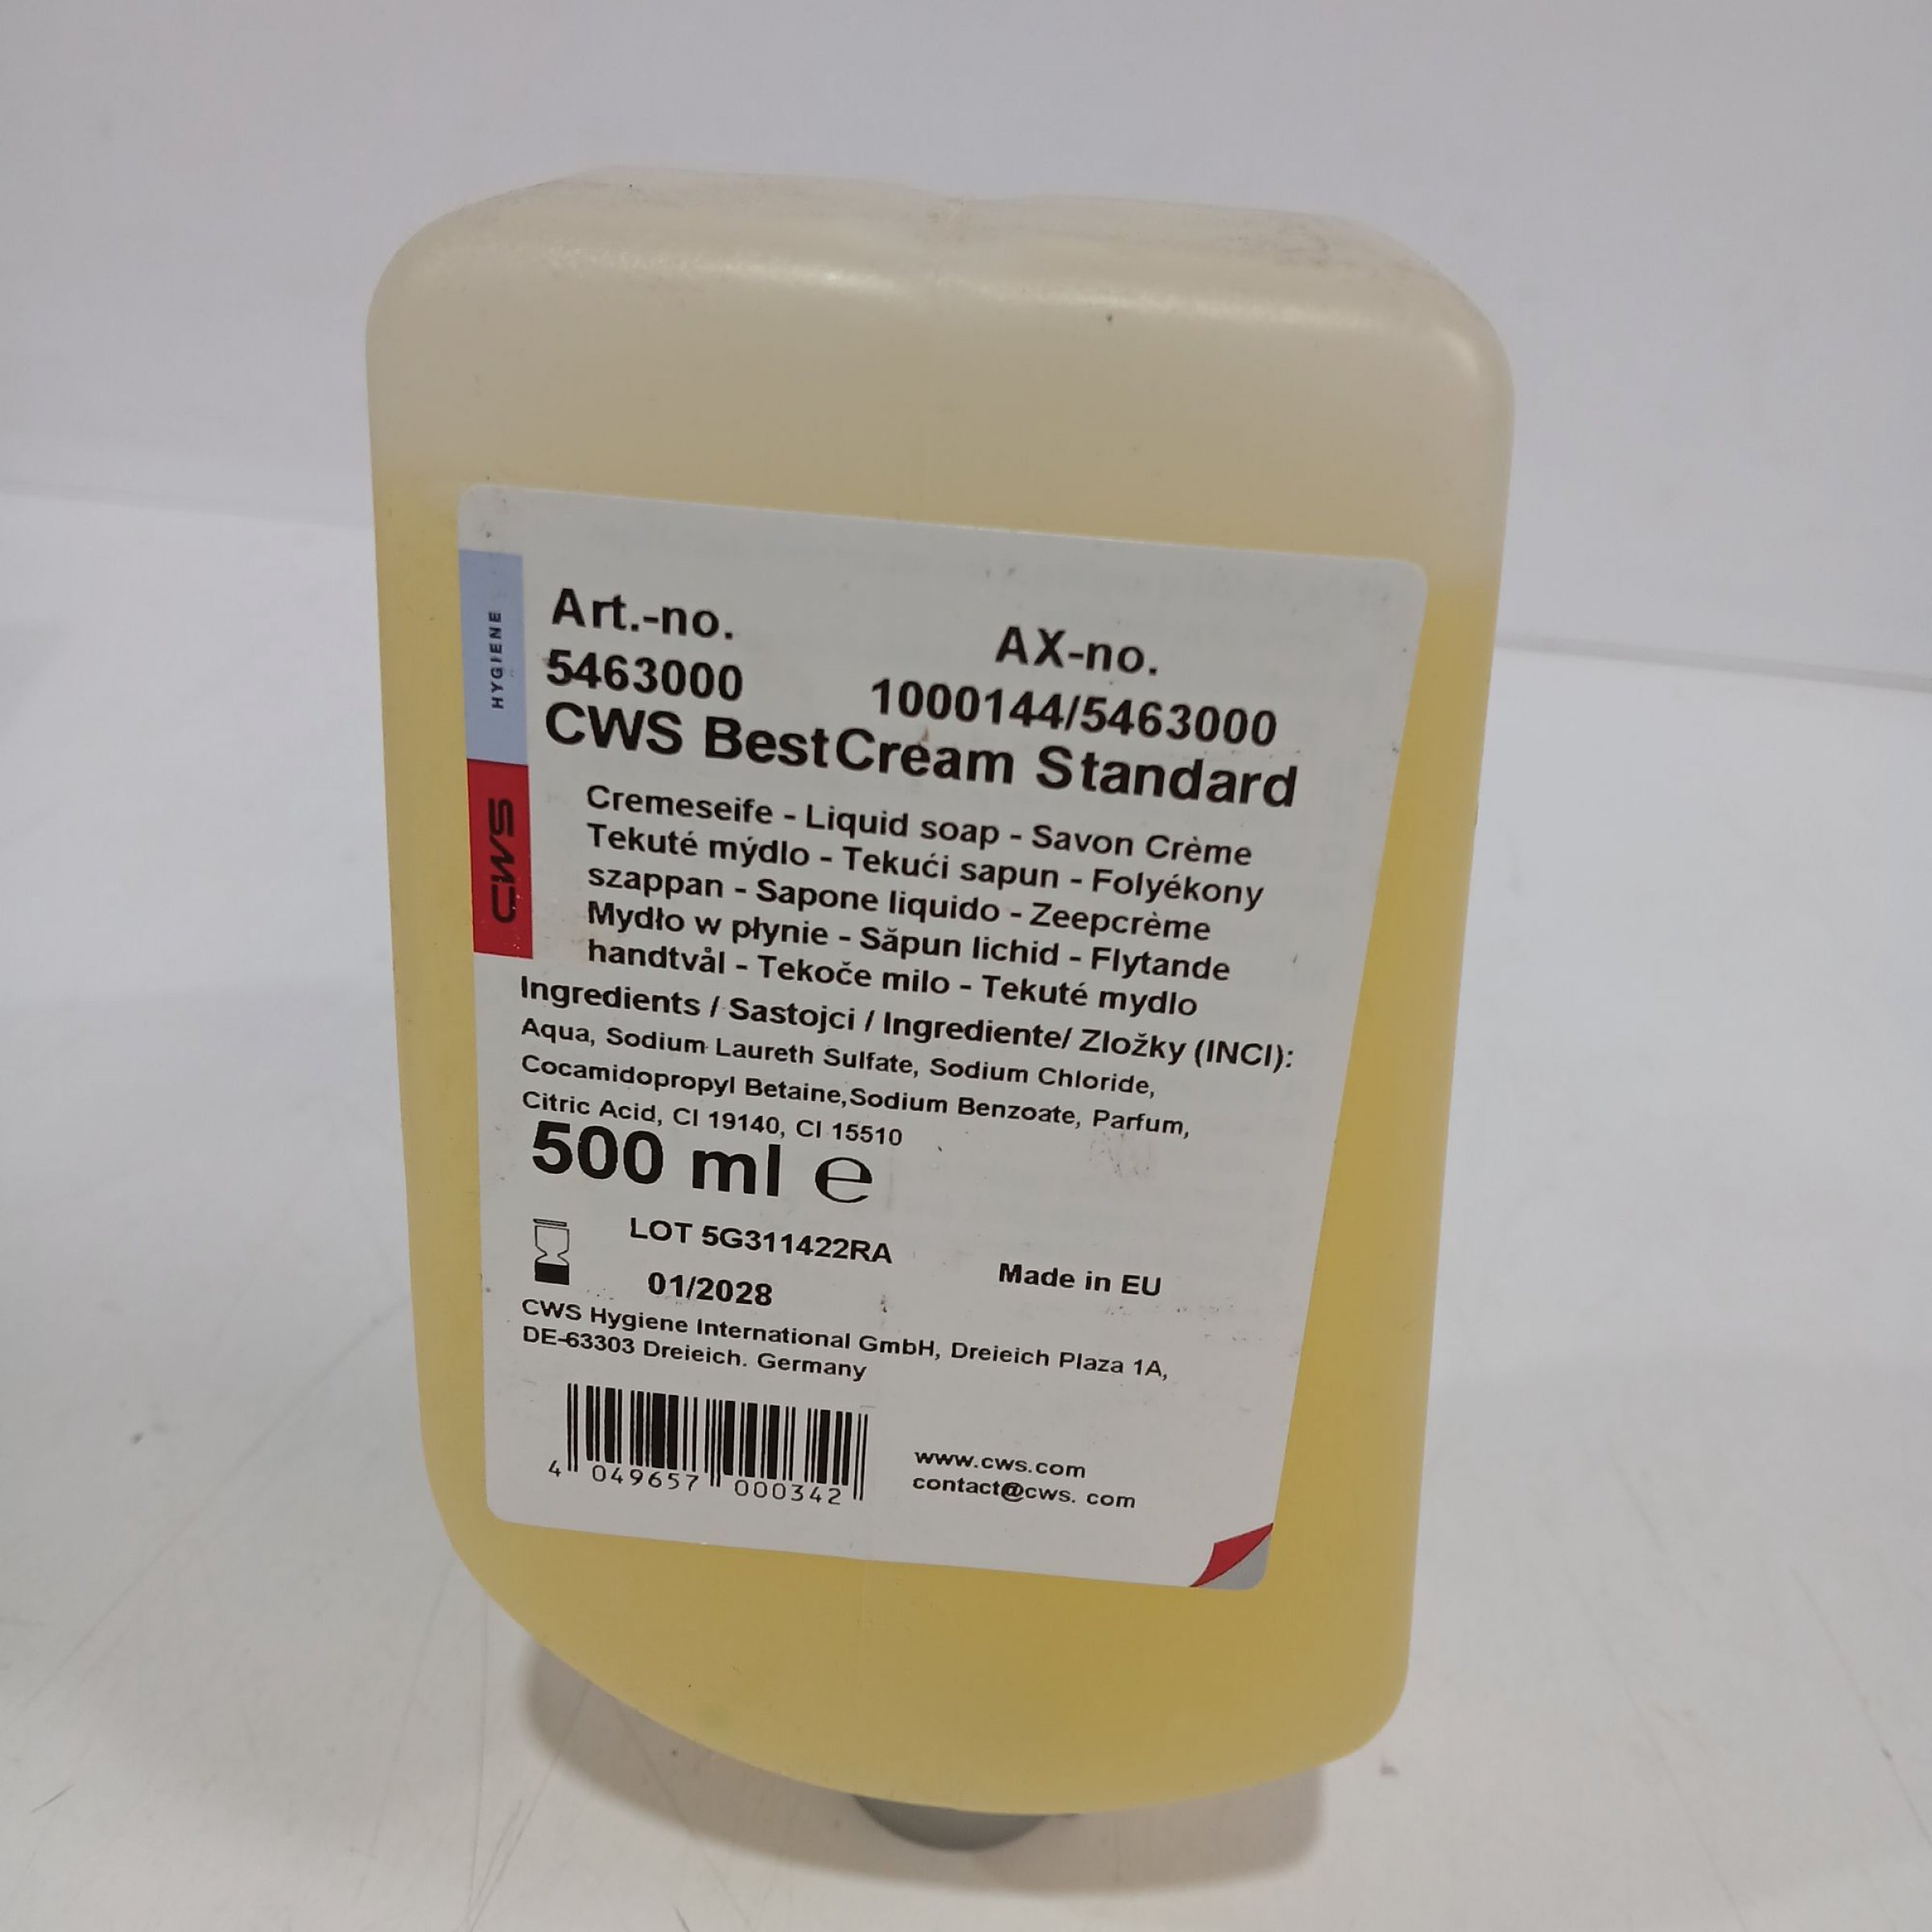 HYGIENE
CWS
Art.-no. AX-no.
5463000 1000144/5463000
CWS BestCream Standard
Cremeseife - Liquid soap - Savon Crème
Tekuté mýdlo - Tekući sapun - Folyékony
szappan - Sapone liquido - Zeepcrème
Mydło w płynie - Săpun lichid - Flytande
handtvål - Tekoče milo - Tekuté mydlo
Ingredients / Sastojci / Ingrediente/ Zložky (INCI):
Aqua, Sodium Laureth Sulfate, Sodium Chloride,
Cocamidopropyl Betaine,Sodium Benzoate, Parfum,
Citric Acid, CI 19140, CI 15510
500 ml ℮
LOT 5G311422RA
Made in EU
01/2028
CWS Hygiene International GmbH, Dreieich Plaza 1A,
DE-63303 Dreieich. Germany
4 049657 000342
www.cws.com
contact@cws. com